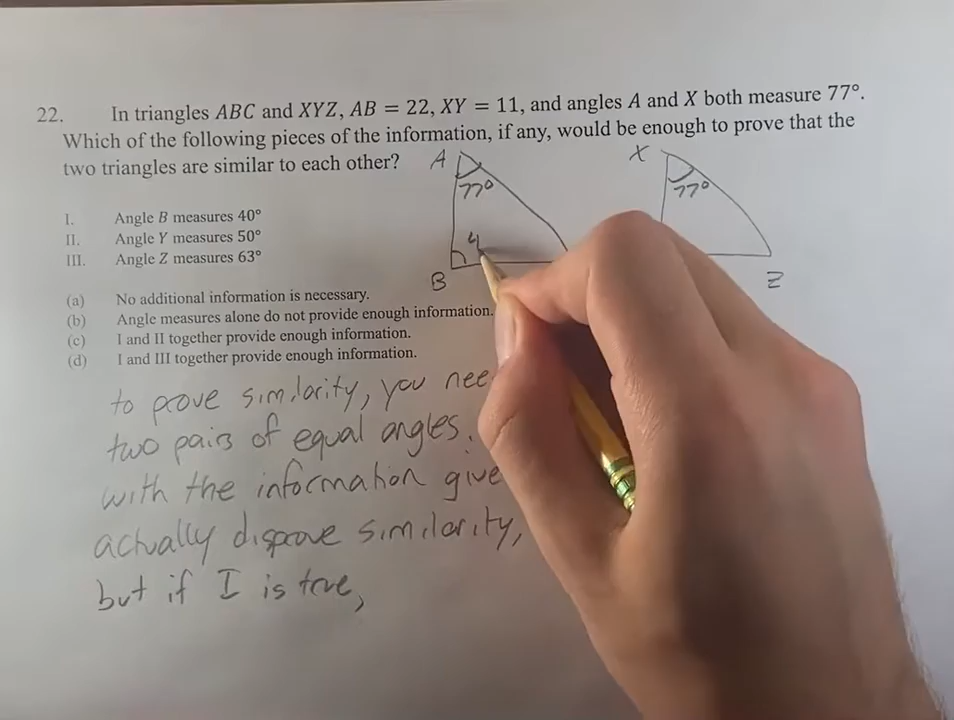 22. In triangles ABC and XYZ, AB = 22, XY = 11, and angles A and X both measure 77°.
Which of the following pieces of the information, if any, would be enough to prove that the
two triangles are similar to each other?
A
X
77°
77°
I. Angle B measures 40°
II. Angle Y measures 50°
III. Angle Z measures 63°
4
B
Z
(a) No additional information is necessary.
(b) Angle measures alone do not provide enough information.
(c) I and II together provide enough information.
(d) I and III together provide enough information.
to prove similarity, you nee
two pairs of equal angles.
with the information give
actually disprove similarity,
but if I is true,